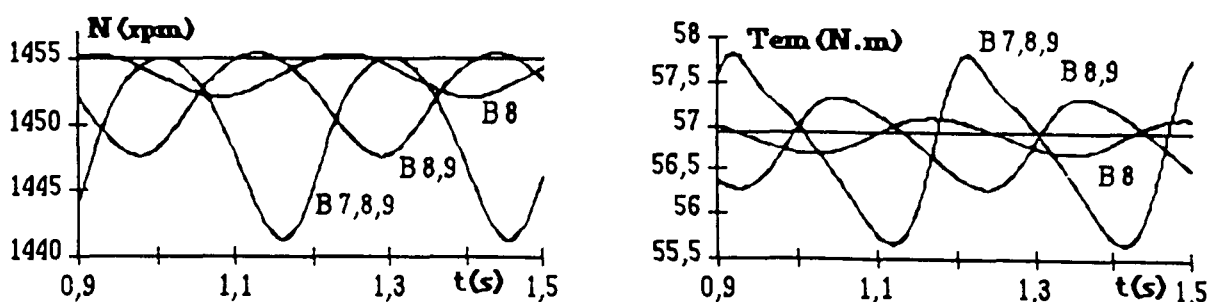 N (rpm)
1455
1450
1445
1440
B 8
B 8,9
B 7,8,9
0,9
1,1
1,3
t(s)
1,5
Tem (N.m)
58
57,5
57
56,5
56
55,5
B 7,8,9
B 8,9
B 8
0,9
1,1
1,3
t(s)
1,5